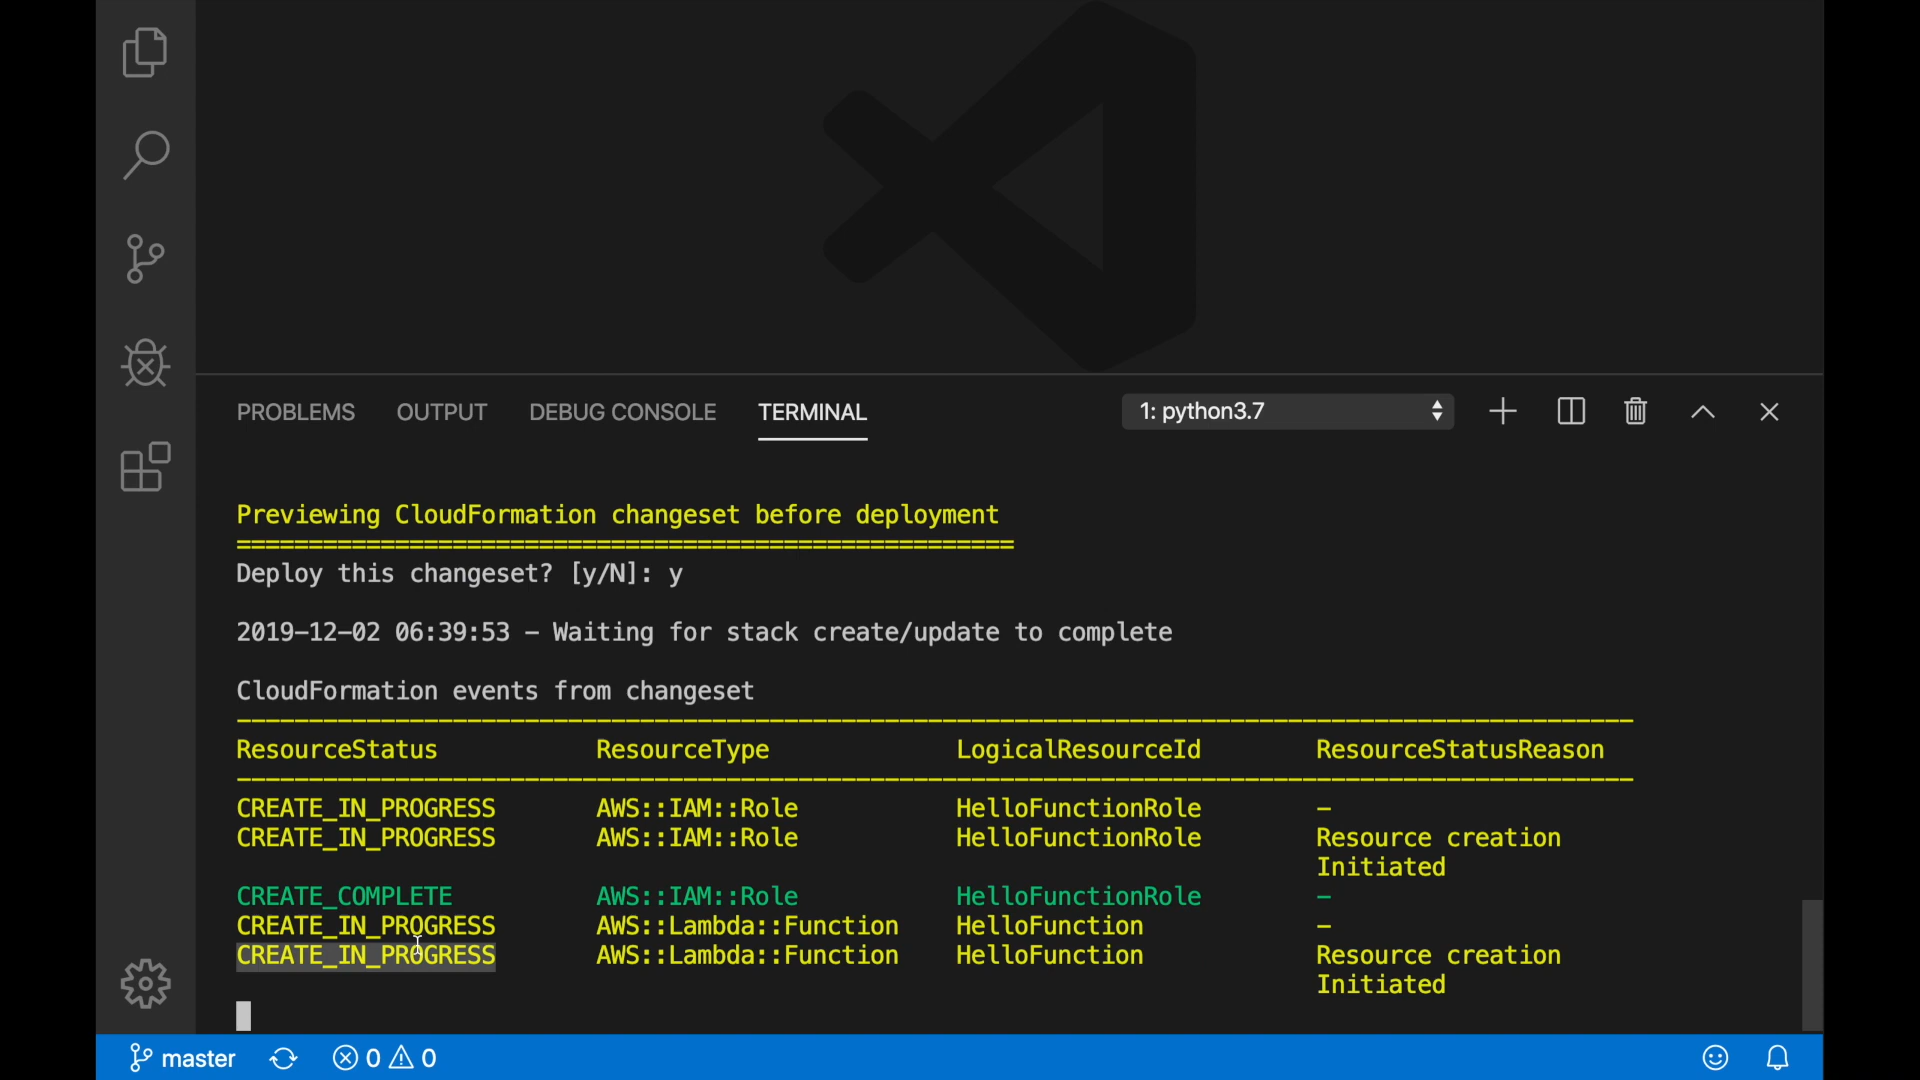 PROBLEMS OUTPUT DEBUG CONSOLE TERMINAL 1: python3.7
Previewing CloudFormation changeset before deployment
======================================================
Deploy this changeset? [y/N]: y
2019-12-02 06:39:53 - Waiting for stack create/update to complete
CloudFormation events from changeset
-------------------------------------------------------------------------------------------------
ResourceStatus ResourceType LogicalResourceId ResourceStatusReason
-------------------------------------------------------------------------------------------------
CREATE_IN_PROGRESS AWS::IAM::Role HelloFunctionRole -
CREATE_IN_PROGRESS AWS::IAM::Role HelloFunctionRole Resource creation
Initiated
CREATE_COMPLETE AWS::IAM::Role HelloFunctionRole -
CREATE_IN_PROGRESS AWS::Lambda::Function HelloFunction -
CREATE_IN_PROGRESS AWS::Lambda::Function HelloFunction Resource creation
Initiated
master 0 0